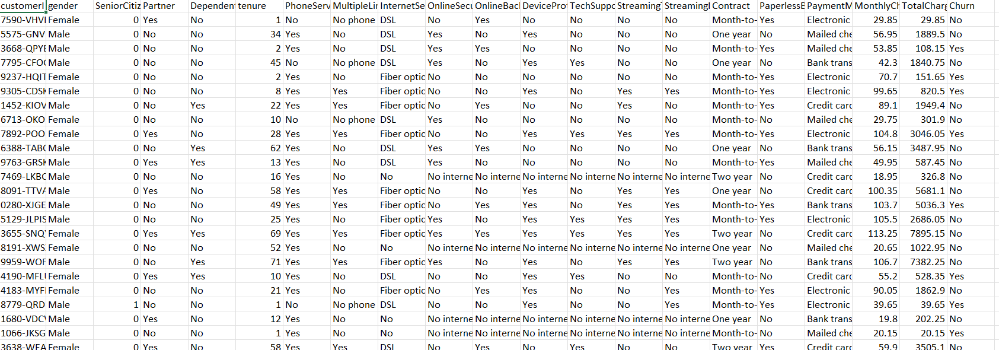 customerI gender SeniorCitiz Partner Dependent tenure PhoneServ MultipleLin InternetSe OnlineSecu OnlineBac DeviceProt TechSuppo StreamingT StreamingM Contract PaperlessB PaymentM MonthlyCh TotalCharg Churn
7590-VHVI Female 0 Yes No 1 No No phone DSL No Yes No No No No Month-to- Yes Electronic 29.85 29.85 No
5575-GNV Male 0 No No 34 Yes No DSL Yes No Yes No No No One year No Mailed che 56.95 1889.5 No
3668-QPYE Male 0 No No 2 Yes No DSL Yes Yes No No No No Month-to- Yes Mailed che 53.85 108.15 Yes
7795-CFOC Male 0 No No 45 No No phone DSL Yes No Yes Yes No No One year No Bank trans 42.3 1840.75 No
9237-HQIT Female 0 No No 2 Yes No Fiber optic No No No No No No Month-to- Yes Electronic 70.7 151.65 Yes
9305-CDSK Female 0 No No 8 Yes Yes Fiber optic No No Yes No Yes Yes Month-to- Yes Electronic 99.65 820.5 Yes
1452-KIOV Male 0 No Yes 22 Yes Yes Fiber optic No Yes No No Yes No Month-to- Yes Credit card 89.1 1949.4 No
6713-OKO Female 0 No No 10 No No phone DSL Yes No No No No No Month-to- No Mailed che 29.75 301.9 No
7892-POO Female 0 Yes No 28 Yes Yes Fiber optic No No Yes Yes Yes Yes Month-to- Yes Electronic 104.8 3046.05 Yes
6388-TABC Male 0 No Yes 62 Yes No DSL Yes Yes No No No No One year No Bank trans 56.15 3487.95 No
9763-GRSK Male 0 Yes Yes 13 Yes No DSL Yes No No No No No Month-to- Yes Mailed che 49.95 587.45 No
7469-LKBC Male 0 No No 16 Yes No No No interne No interne No interne No interne No interne No interne Two year No Credit card 18.95 326.8 No
8091-TTVA Male 0 Yes No 58 Yes Yes Fiber optic No No Yes No Yes Yes One year No Credit card 100.35 5681.1 No
0280-XJGE Male 0 No No 49 Yes Yes Fiber optic No Yes Yes No Yes Yes Month-to- Yes Bank trans 103.7 5036.3 Yes
5129-JLPIS Male 0 No No 25 Yes No Fiber optic Yes No Yes Yes Yes Yes Month-to- Yes Electronic 105.5 2686.05 No
3655-SNQY Female 0 Yes Yes 69 Yes Yes Fiber optic Yes Yes Yes Yes Yes Yes Two year No Credit card 113.25 7895.15 No
8191-XWS Female 0 No No 52 Yes No No No interne No interne No interne No interne No interne No interne One year No Mailed che 20.65 1022.95 No
9959-WOF Male 0 No Yes 71 Yes Yes Fiber optic Yes No Yes No Yes Yes Two year No Bank trans 106.7 7382.25 No
4190-MFLU Female 0 Yes Yes 10 Yes No DSL No No Yes Yes No No Month-to- No Credit card 55.2 528.35 Yes
4183-MYFI Female 0 No No 21 Yes No Fiber optic No Yes Yes No No Yes Month-to- Yes Electronic 90.05 1862.9 No
8779-QRD Male 1 No No 1 No No phone DSL No No Yes No No Yes Month-to- Yes Electronic 39.65 39.65 Yes
1680-VDCV Male 0 Yes No 12 Yes No No No interne No interne No interne No interne No interne No interne One year No Bank trans 19.8 202.25 No
1066-JKSG Male 0 No No 1 Yes No No No interne No interne No interne No interne No interne No interne Month-to- No Mailed che 20.15 20.15 Yes
3638-WEA Female 0 Yes No 58 Yes Yes DSL No Yes No Yes No No Two year Yes Credit card 59.9 3505.1 No